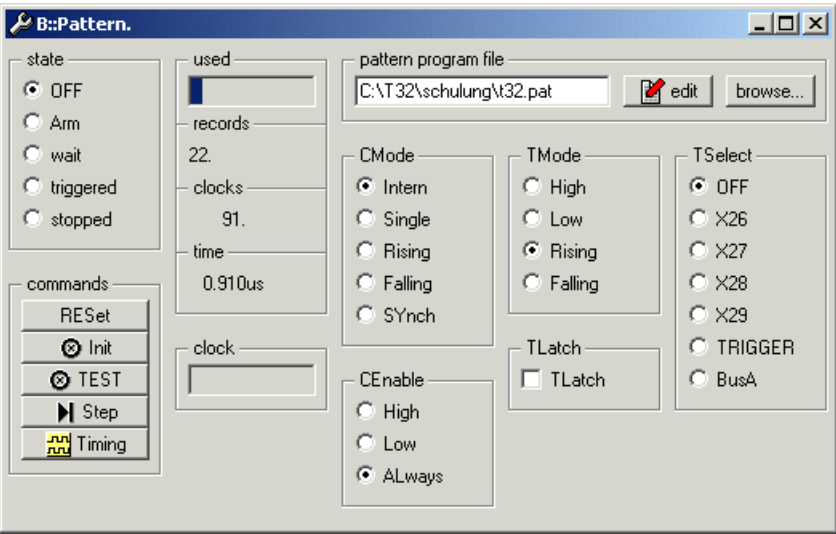 B::Pattern.
state
OFF
Arm
wait
triggered
stopped
commands
RESet
Init
TEST
Step
Timing
used
records
22.
clocks
91.
time
0.910us
clock
pattern program file
C:\T32\schulung\t32.pat
edit
browse...
CMode
Intern
Single
Rising
Falling
SYnch
CEnable
High
Low
ALways
TMode
High
Low
Rising
Falling
TLatch
TLatch
TSelect
OFF
X26
X27
X28
X29
TRIGGER
BusA